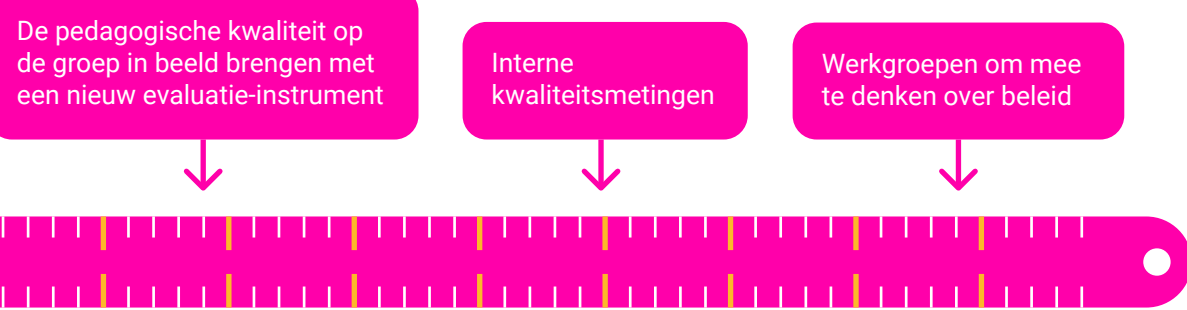 De pedagogische kwaliteit op
de groep in beeld brengen met
een nieuw evaluatie-instrument
Interne
kwaliteitsmetingen
Werkgroepen om mee
te denken over beleid